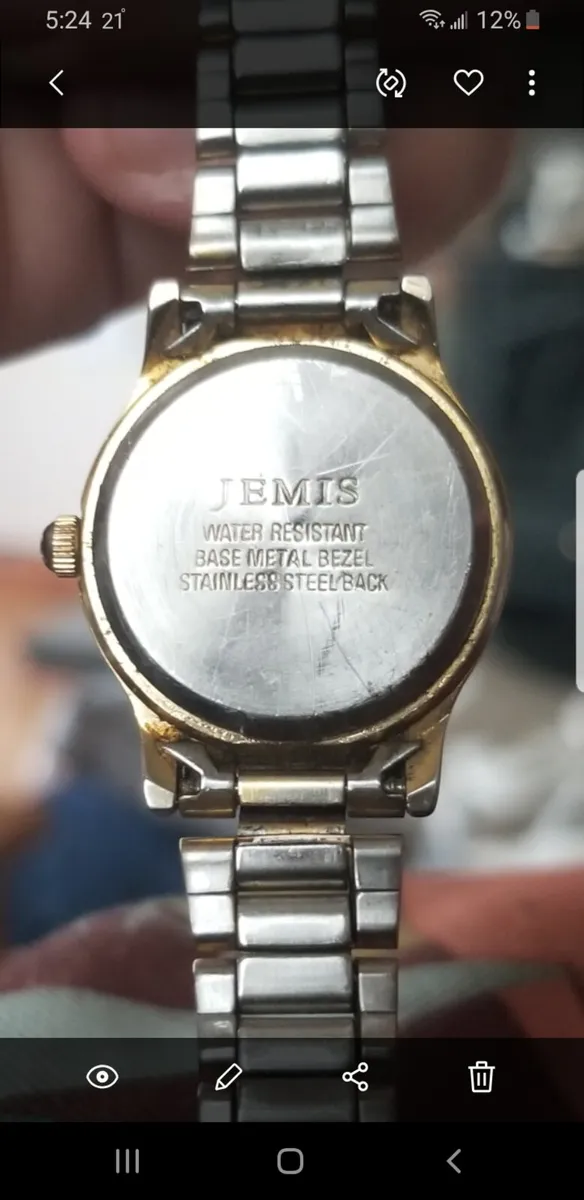 5:24 21°
12%
JEMIS
WATER RESISTANT
BASE METAL BEZEL
STAINLESS STEEL BACK